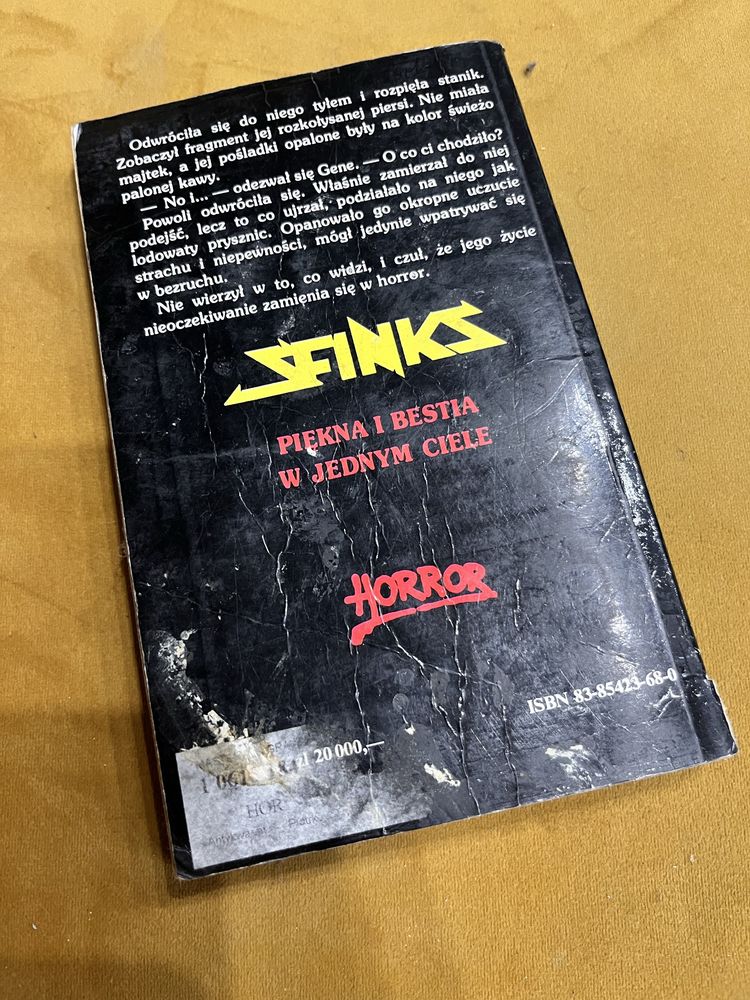 Odwróciła się do niego tyłem i rozpięła stanik.
Zobaczył fragment jej rozkołysanej piersi. Nie miała
majtek, a jej pośladki opalone były na kolor świeżo
palonej kawy.
— No i... — odezwał się Gene. — O co ci chodziło?
Powoli odwróciła się. Właśnie zamierzał do niej
podejść, lecz to co ujrzał, podziałało na niego jak
lodowaty prysznic. Opanowało go okropne uczucie
strachu i niepewności, mógł jedynie wpatrywać się
w bezruchu.
Nie wierzył w to, co widzi, i czuł, że jego życie
nieoczekiwanie zamienia się w horror.
SFINKS
PIĘKNA I BESTIA
W JEDNYM CIELE
HORROR
ISBN 83-85423-68-0
zł 20 000,—
HOR